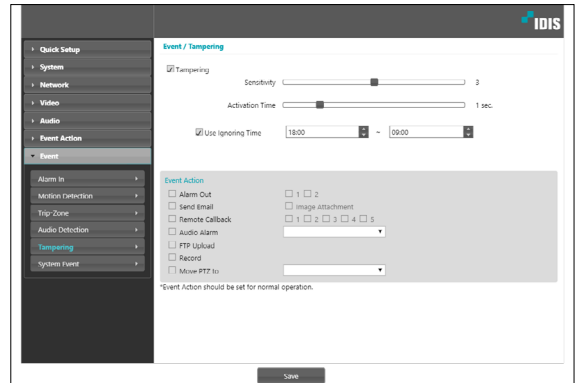 IDIS
Quick Setup
System
Network
Video
Audio
Event Action
Event
Alarm In
Motion Detection
Trip-Zone
Audio Detection
Tampering
System Event
Event / Tampering
Tampering
Sensitivity 3
Activation Time 1 sec.
Use Ignoring Time 18:00 ~ 09:00
Event Action
Alarm Out 1 2
Send Email Image Attachment
Remote Callback 1 2 3 4 5
Audio Alarm
FTP Upload
Record
Move PTZ to
*Event Action should be set for normal operation.
Save